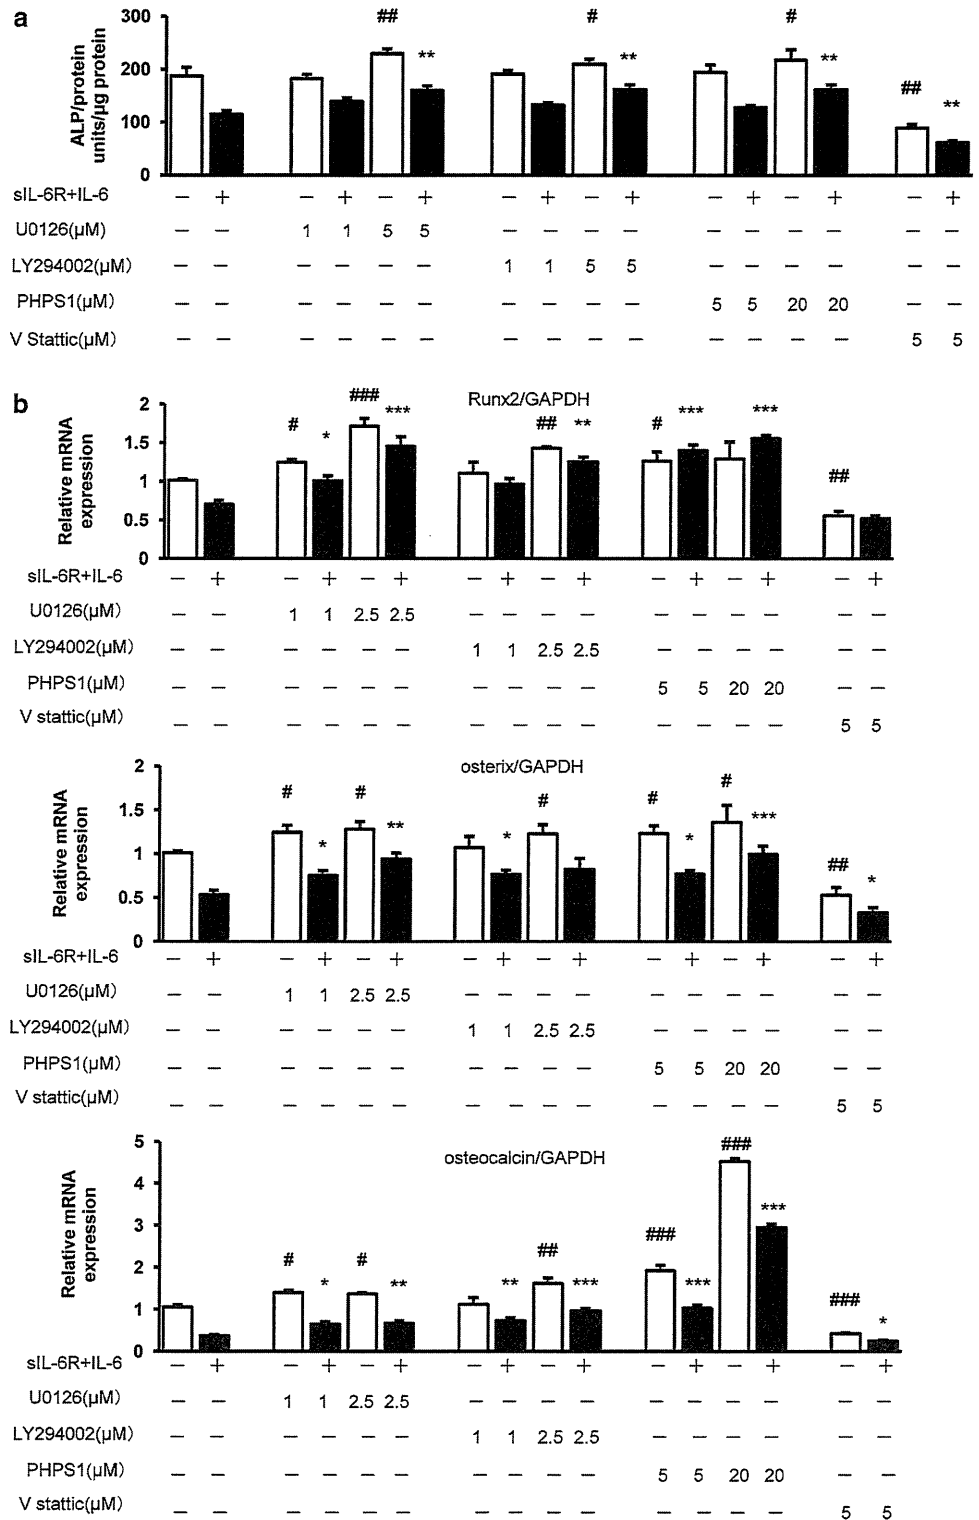 a
300
200
100
0
ALP/protein
units/µg protein
## ** # ** # ** ## **
sIL-6R+IL-6 − + − + − + − + − + − + − + − +
U0126(µM) − − 1 1 5 5 − − − − − − − − − −
LY294002(µM) − − − − − − 1 1 5 5 − − − − − −
PHPS1(µM) − − − − − − − − − − 5 5 20 20 − −
V Stattic(µM) − − − − − − − − − − − − − − 5 5
b
Runx2/GAPDH
2
1.5
1
0.5
0
Relative mRNA
expression
# * ### *** ## ** # *** *** ##
sIL-6R+IL-6 − + − + − + − + − + − + − + − +
U0126(µM) − − 1 1 2.5 2.5 − − − − − − − − − −
LY294002(µM) − − − − − − 1 1 2.5 2.5 − − − − − −
PHPS1(µM) − − − − − − − − − − 5 5 20 20 − −
V stattic(µM) − − − − − − − − − − − − − − 5 5
osterix/GAPDH
2
1.5
1
0.5
0
Relative mRNA
expression
# * # ** * # # * # *** ## *
sIL-6R+IL-6 − + − + − + − + − + − + − + − +
U0126(µM) − − 1 1 2.5 2.5 − − − − − − − − − −
LY294002(µM) − − − − − − 1 1 2.5 2.5 − − − − − −
PHPS1(µM) − − − − − − − − − − 5 5 20 20 − −
V stattic(µM) − − − − − − − − − − − − − − 5 5
osteocalcin/GAPDH
5
4
3
2
1
0
Relative mRNA
expression
# * # ** ** ## *** ### *** ### *** ### *
sIL-6R+IL-6 − + − + − + − + − + − + − + − +
U0126(µM) − − 1 1 2.5 2.5 − − − − − − − − − −
LY294002(µM) − − − − − − 1 1 2.5 2.5 − − − − − −
PHPS1(µM) − − − − − − − − − − 5 5 20 20 − −
V stattic(µM) − − − − − − − − − − − − − − 5 5